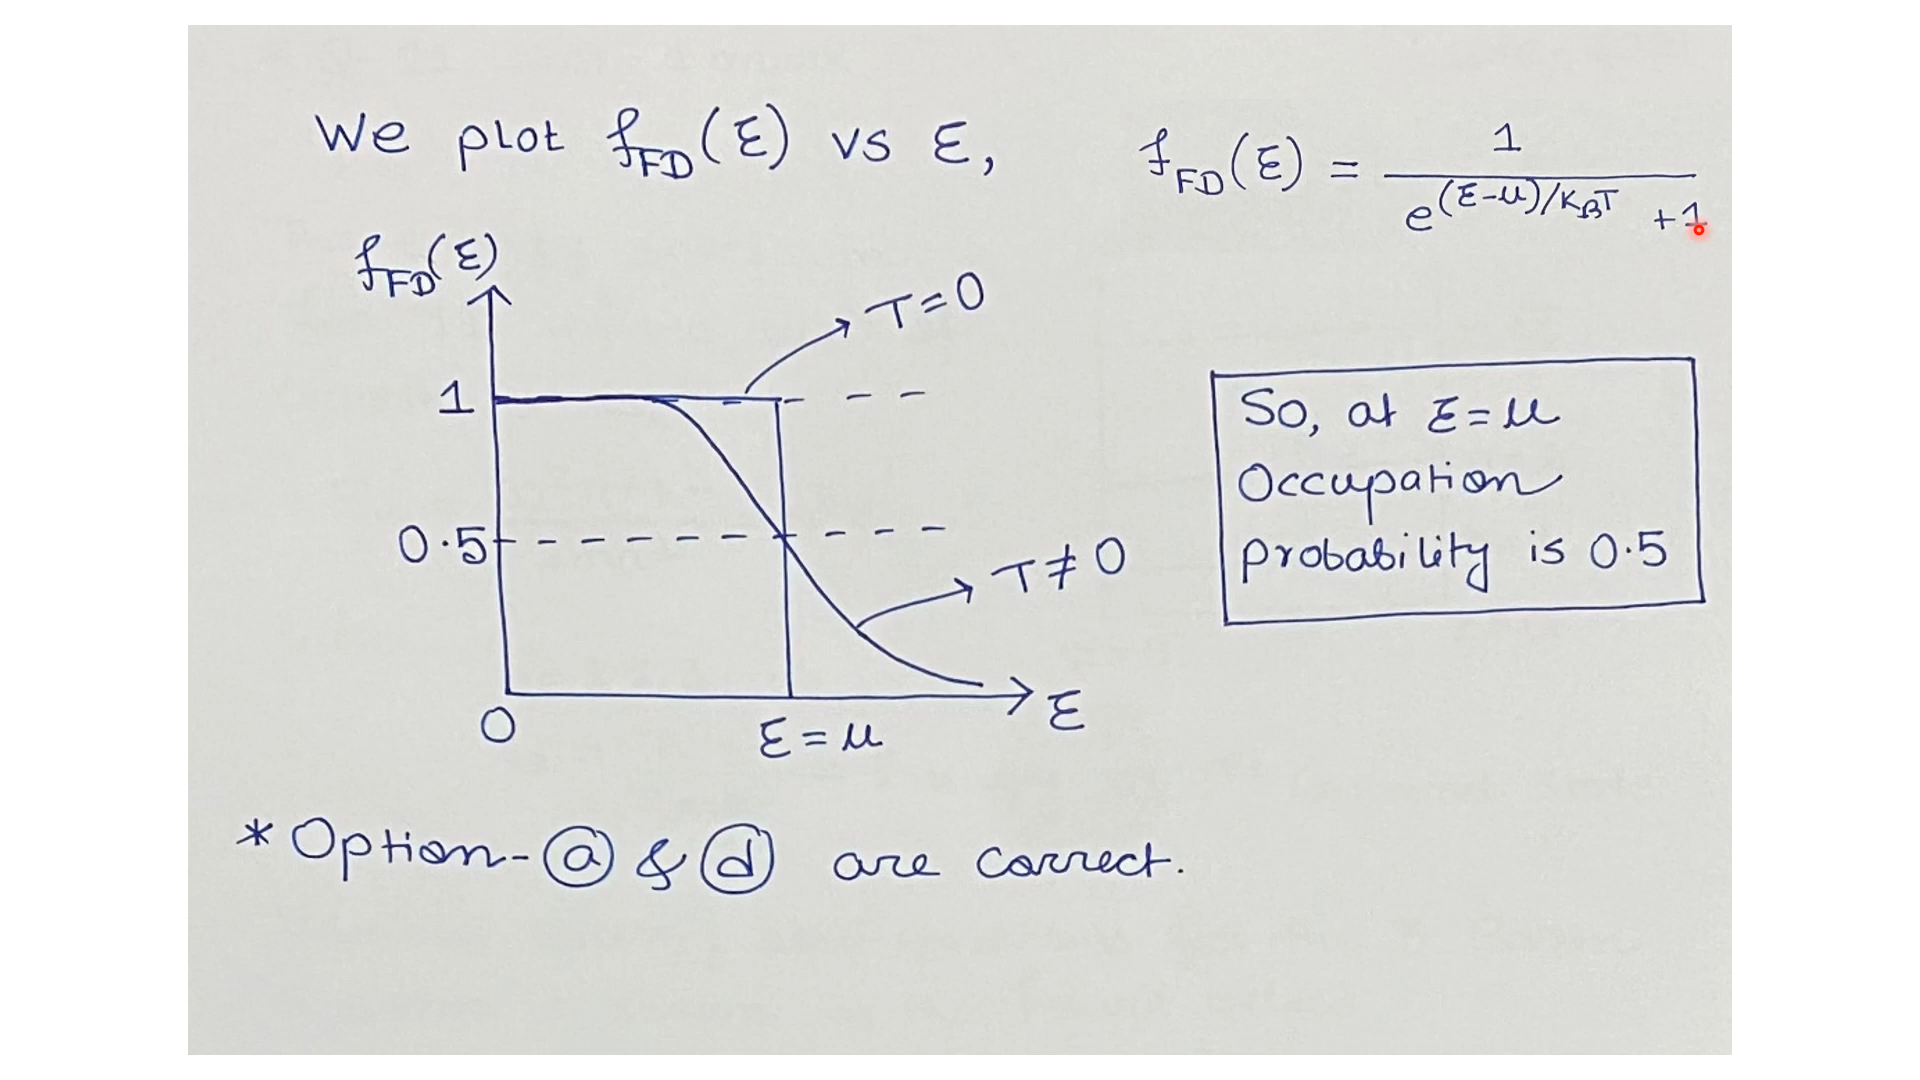 We plot f_FD(ε) vs ε,
f_FD(ε) = 1 / (e^((ε-μ)/K_BT) + 1)
f_FD(ε)
T=0
1
So, at ε=μ
Occupation
probability is 0.5
0.5
T≠0
ε
0
ε=μ
* Option-ⓐ & ⓓ are correct.